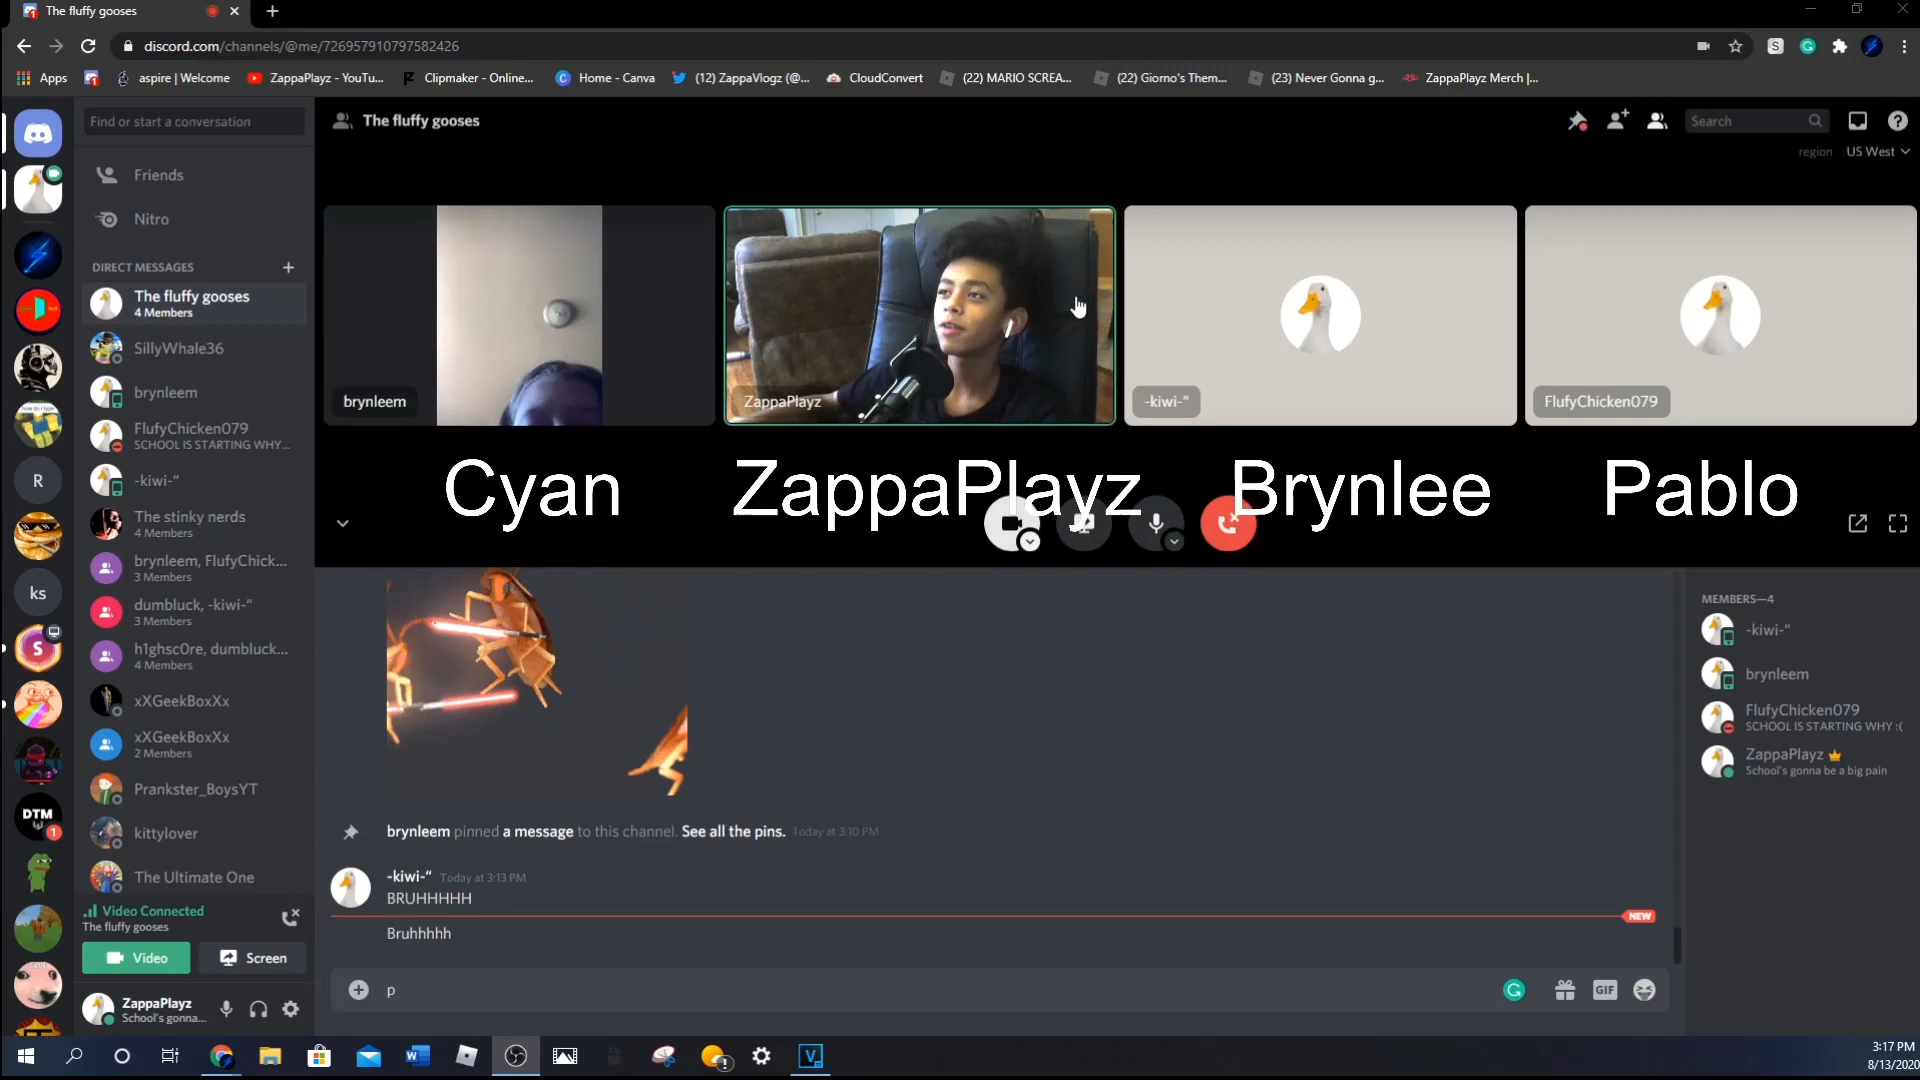 The fluffy gooses
discord.com/channels/@me/726957910797582426
Apps
aspire | Welcome
ZappaPlayz - YouTu...
Clipmaker - Online...
Home - Canva
(12) ZappaVlogz (@...
CloudConvert
(22) MARIO SCREA...
(22) Giorno's Them...
(23) Never Gonna g...
ZappaPlayz Merch |...
Find or start a conversation
The fluffy gooses
Search
region US West
Friends
Nitro
DIRECT MESSAGES
The fluffy gooses
4 Members
SillyWhale36
brynleem
FlufyChicken079
SCHOOL IS STARTING WHY...
-kiwi-“
The stinky nerds
4 Members
brynleem, FlufyChick...
3 Members
dumbluck, -kiwi-“
3 Members
h1ghsc0re, dumbluck...
4 Members
xXGeekBoxXx
xXGeekBoxXx
2 Members
Prankster_BoysYT
kittylover
The Ultimate One
R
ks
S
DTM
1
Video Connected
The fluffy gooses
Video
Screen
ZappaPlayz
School's gonna...
brynleem
ZappaPlayz
-kiwi-“
FlufyChicken079
Cyan ZappaPlayz Brynlee Pablo
brynleem pinned a message to this channel. See all the pins. Today at 3:10 PM
-kiwi-“ Today at 3:13 PM
BRUHHHHH
NEW
Bruhhhhh
p
GIF
MEMBERS—4
-kiwi-“
brynleem
FlufyChicken079
SCHOOL IS STARTING WHY :(
ZappaPlayz
School's gonna be a big pain
3:17 PM
8/13/2020